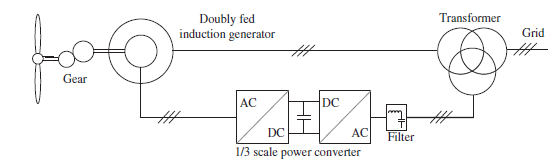 Doubly fed
induction generator
Transformer
Grid
Gear
AC
DC
DC
AC
Filter
1/3 scale power converter